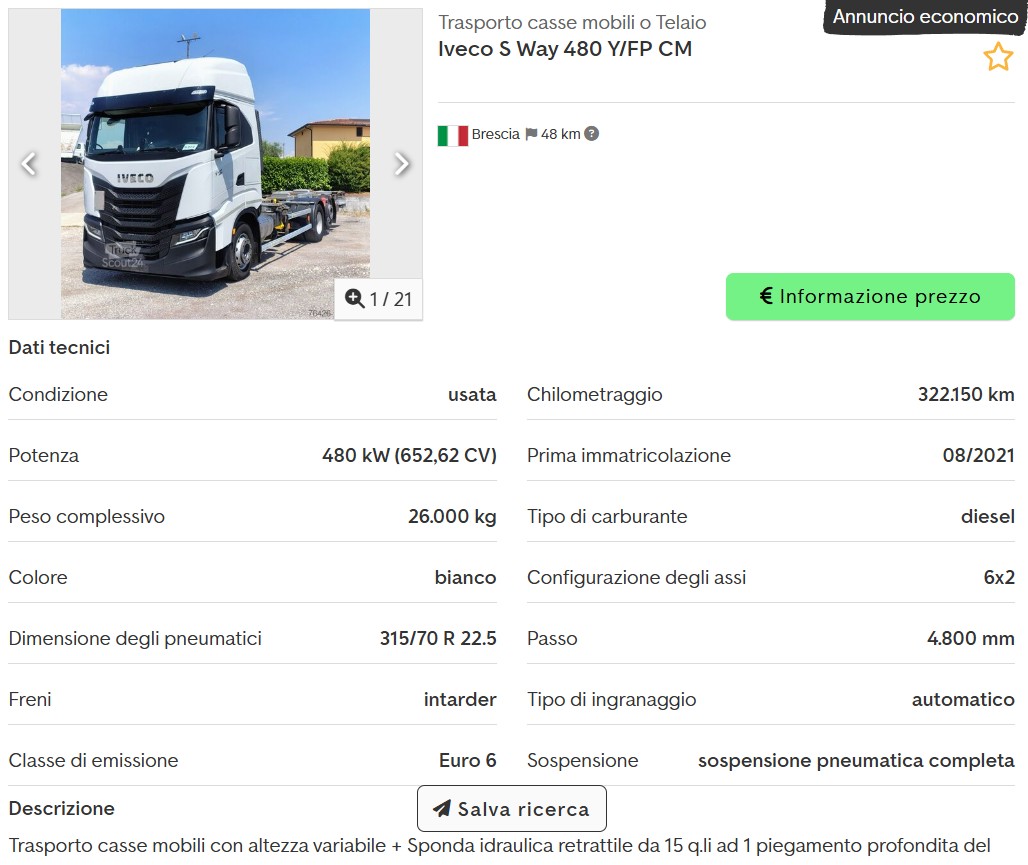 Annuncio economico
Trasporto casse mobili o Telaio
Iveco S Way 480 Y/FP CM
Brescia 48 km ?
IVECO
Truck
Scout24
76426
1 / 21
€ Informazione prezzo
Dati tecnici
Condizione usata
Chilometraggio 322.150 km
Potenza 480 kW (652,62 CV)
Prima immatricolazione 08/2021
Peso complessivo 26.000 kg
Tipo di carburante diesel
Colore bianco
Configurazione degli assi 6x2
Dimensione degli pneumatici 315/70 R 22.5
Passo 4.800 mm
Freni intarder
Tipo di ingranaggio automatico
Classe di emissione Euro 6
Sospensione sospensione pneumatica completa
Descrizione
Salva ricerca
Trasporto casse mobili con altezza variabile + Sponda idraulica retrattile da 15 q.li ad 1 piegamento profondita del